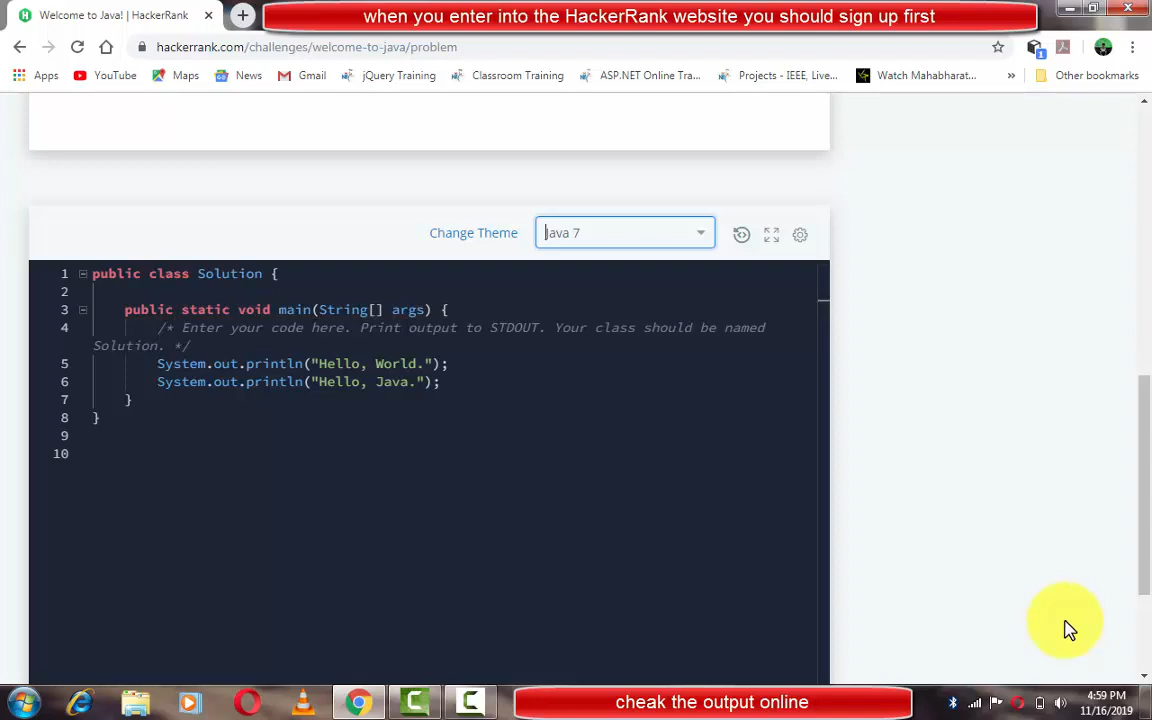 Welcome to Java! | HackerRank
when you enter into the HackerRank website you should sign up first
hackerrank.com/challenges/welcome-to-java/problem
1
Apps YouTube Maps News Gmail jQuery Training Classroom Training ASP.NET Online Tra... Projects - IEEE, Live... Watch Mahabharat... » Other bookmarks
Change Theme Java 7
1 public class Solution {
2
3 public static void main(String[] args) {
4 /* Enter your code here. Print output to STDOUT. Your class should be named
Solution. */
5 System.out.println("Hello, World.");
6 System.out.println("Hello, Java.");
7 }
8 }
9
10
cheak the output online
4:59 PM
11/16/2019